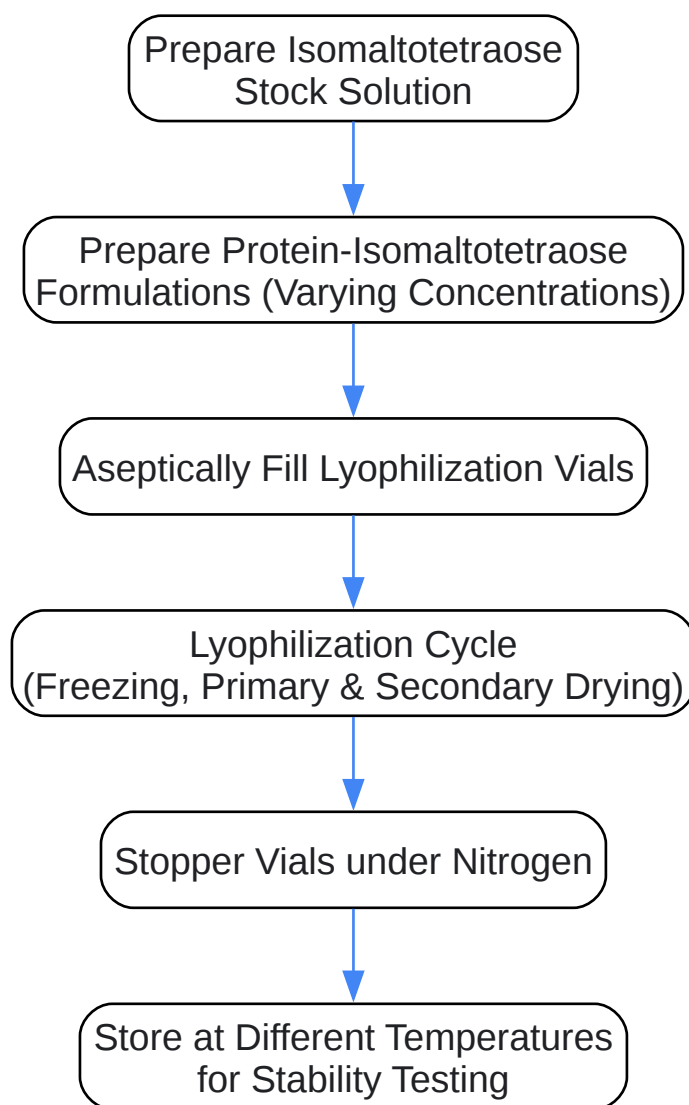 Prepare Isomaltotetraose
Stock Solution
Prepare Protein-Isomaltotetraose
Formulations (Varying Concentrations)
Aseptically Fill Lyophilization Vials
Lyophilization Cycle
(Freezing, Primary & Secondary Drying)
Stopper Vials under Nitrogen
Store at Different Temperatures
for Stability Testing